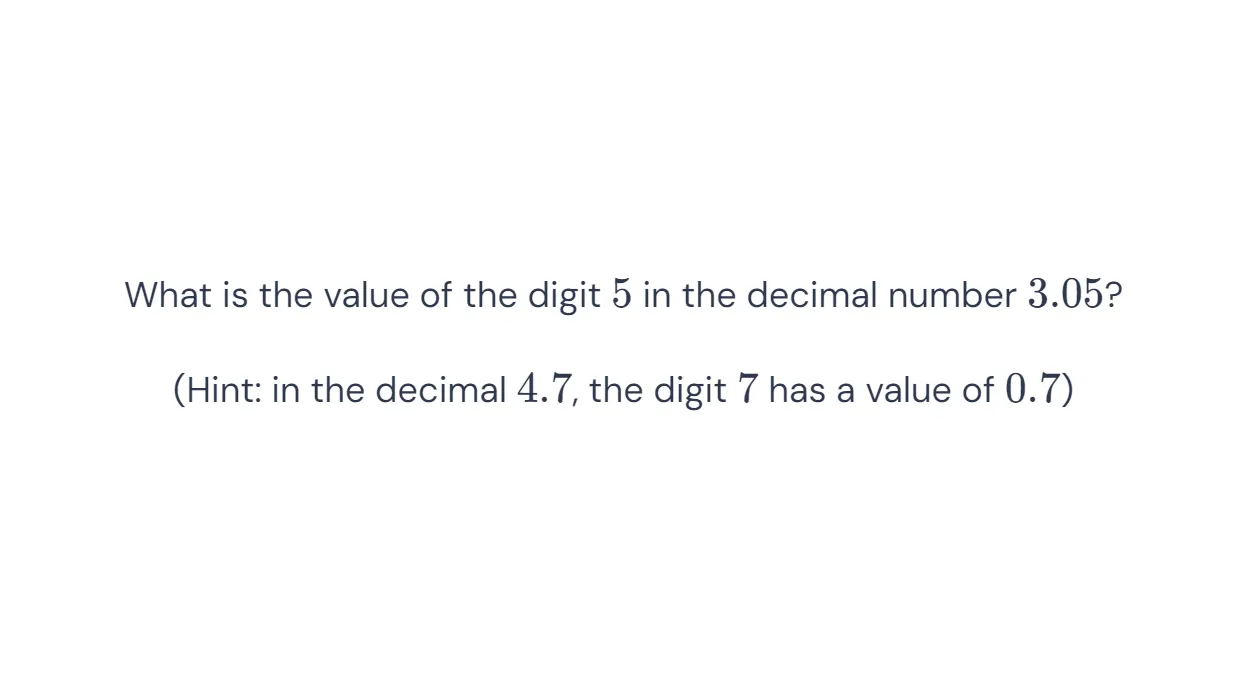 What is the value of the digit 5 in the decimal number 3.05?
(Hint: in the decimal 4.7, the digit 7 has a value of 0.7)